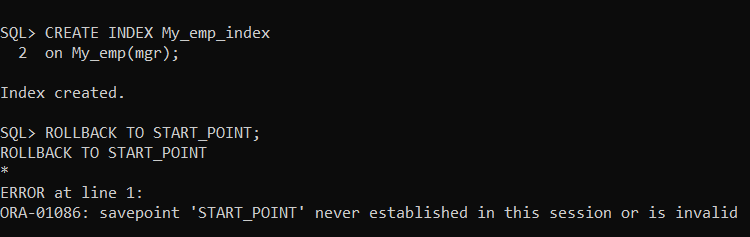 SQL> CREATE INDEX My_emp_index
  2  on My_emp(mgr);
Index created.
SQL> ROLLBACK TO START_POINT;
ROLLBACK TO START_POINT
*
ERROR at line 1:
ORA-01086: savepoint 'START_POINT' never established in this session or is invalid